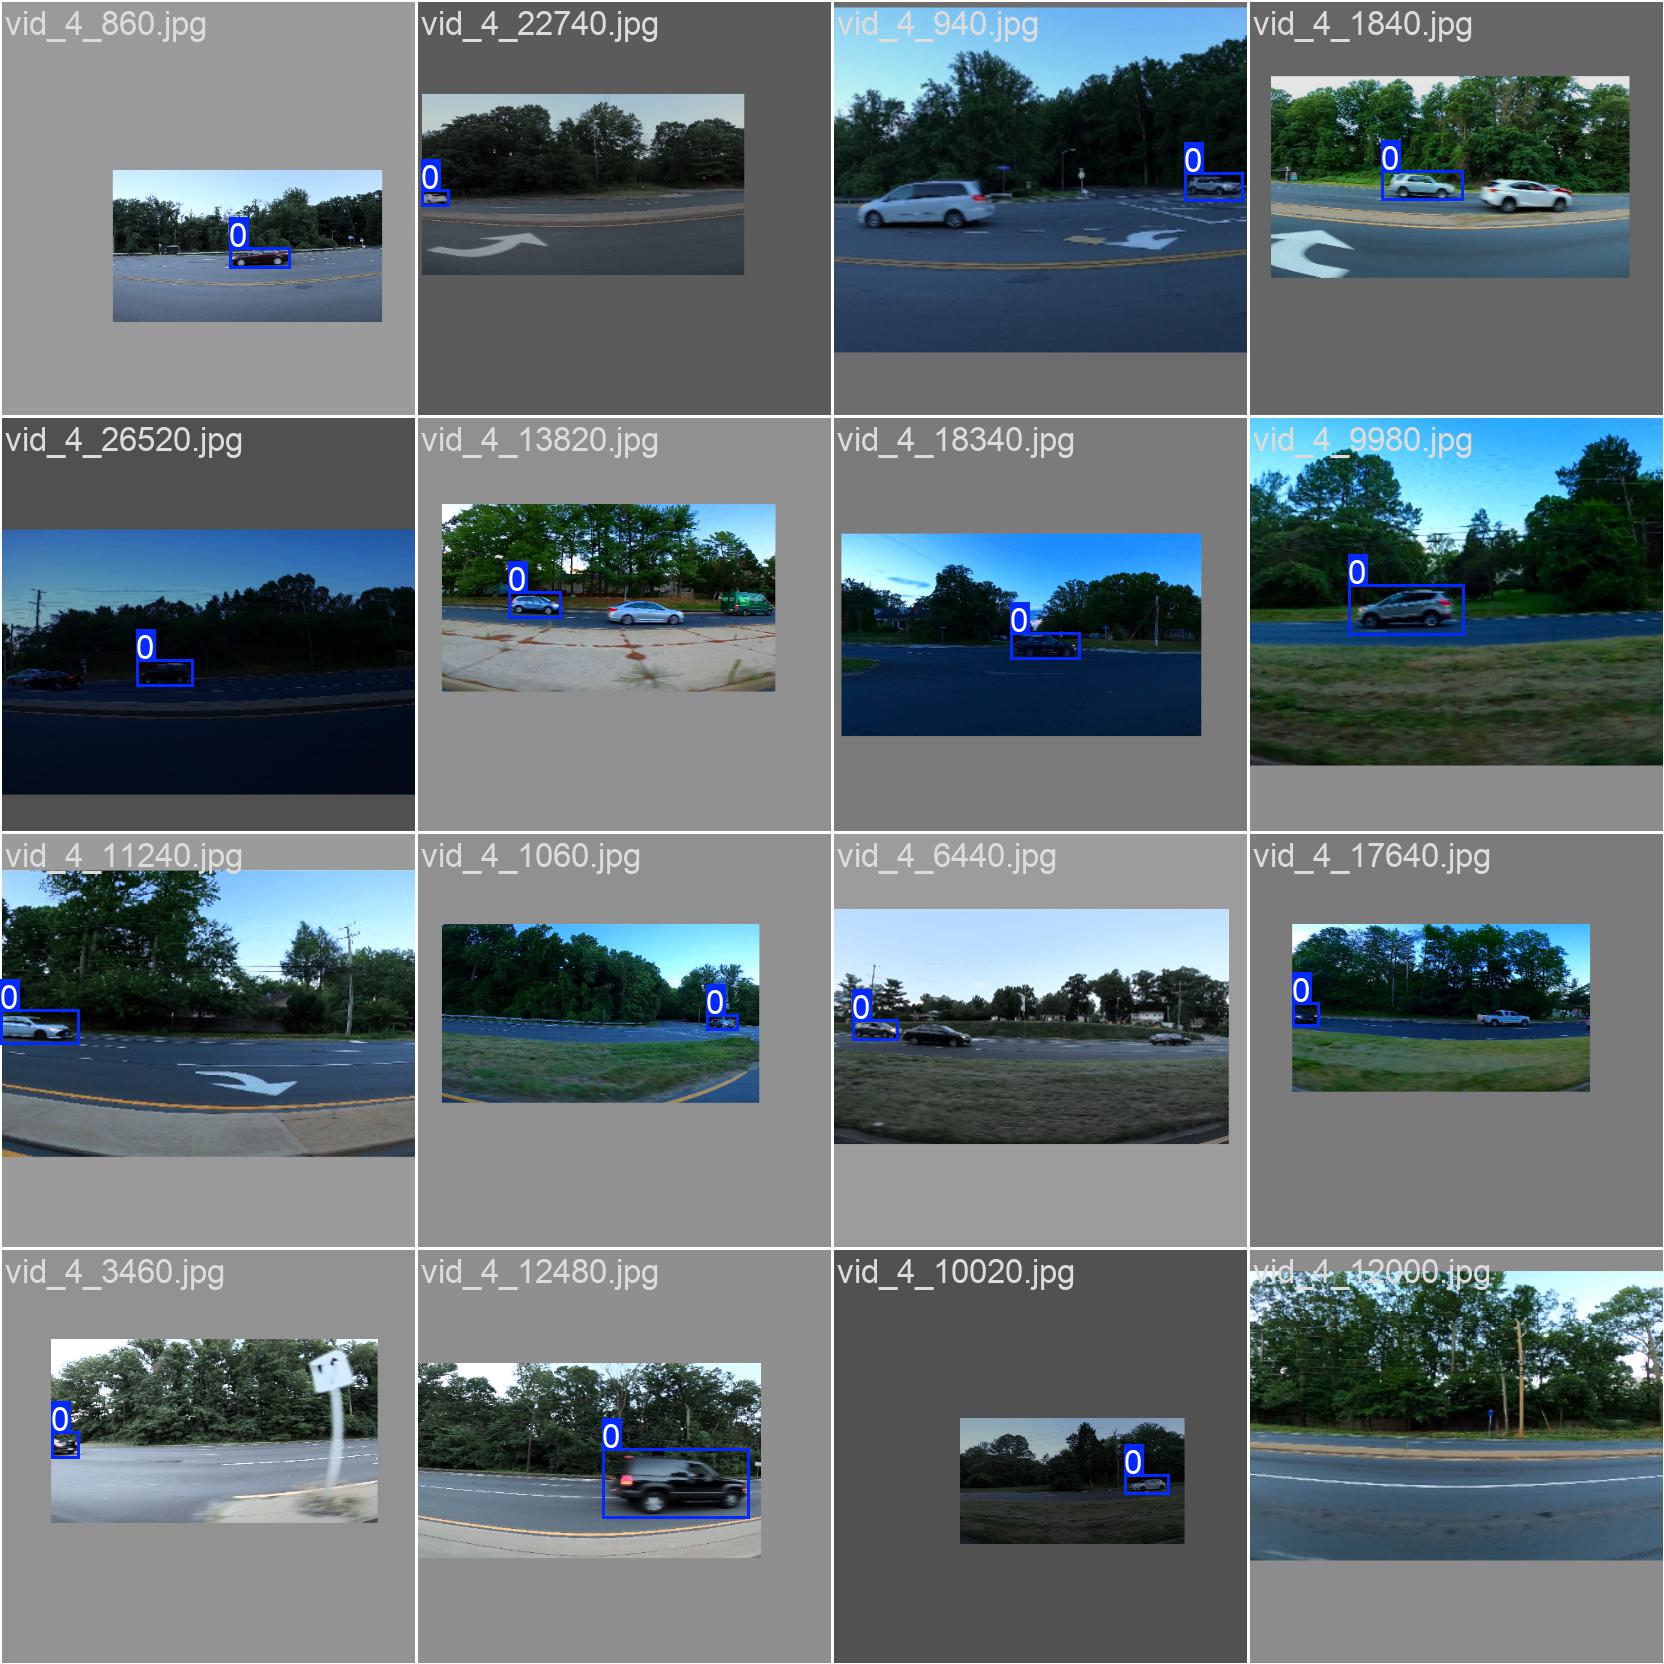 vid_4_860.jpg
vid_4_22740.jpg
vid_4_940.jpg
vid_4_1840.jpg
0
0
0
0
vid_4_26520.jpg
vid_4_13820.jpg
vid_4_18340.jpg
vid_4_9980.jpg
0
0
0
0
vid_4_11240.jpg
vid_4_1060.jpg
vid_4_6440.jpg
vid_4_17640.jpg
0
0
0
0
vid_4_3460.jpg
vid_4_12480.jpg
vid_4_10020.jpg
vid_4_12000.jpg
0
0
0